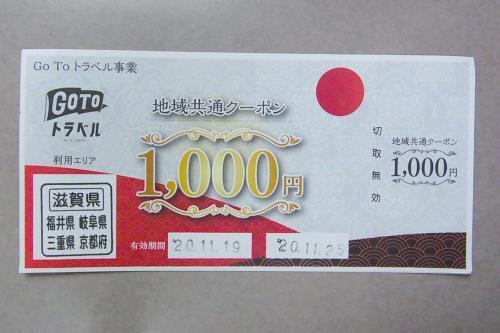 Go To トラベル事業
GOTO
トラベル
利用エリア
滋賀県
福井県 岐阜県
三重県 京都府
地域共通クーポン
1,000円
有効期間 '20.11.19 '20.11.25
切取無効
地域共通クーポン
1,000円